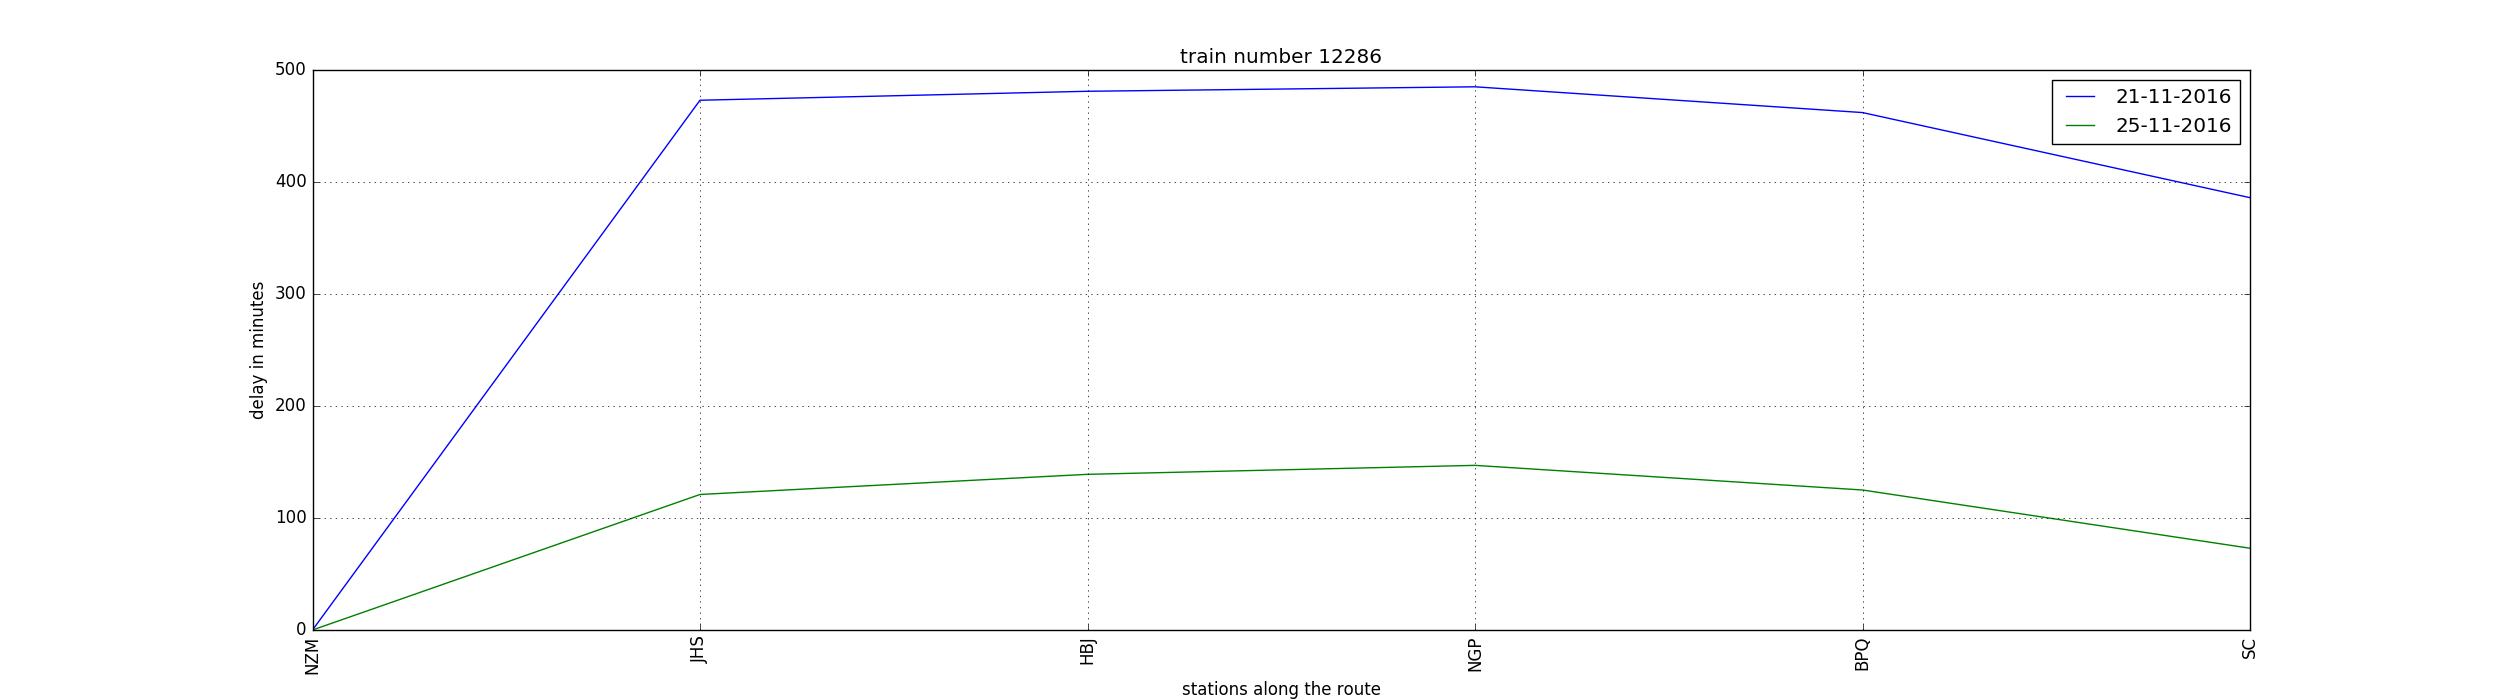 train number 12286
500
400
300
200
100
0
delay in minutes
21-11-2016
25-11-2016
NZM
JHS
HBJ
NGP
BPQ
SC
stations along the route